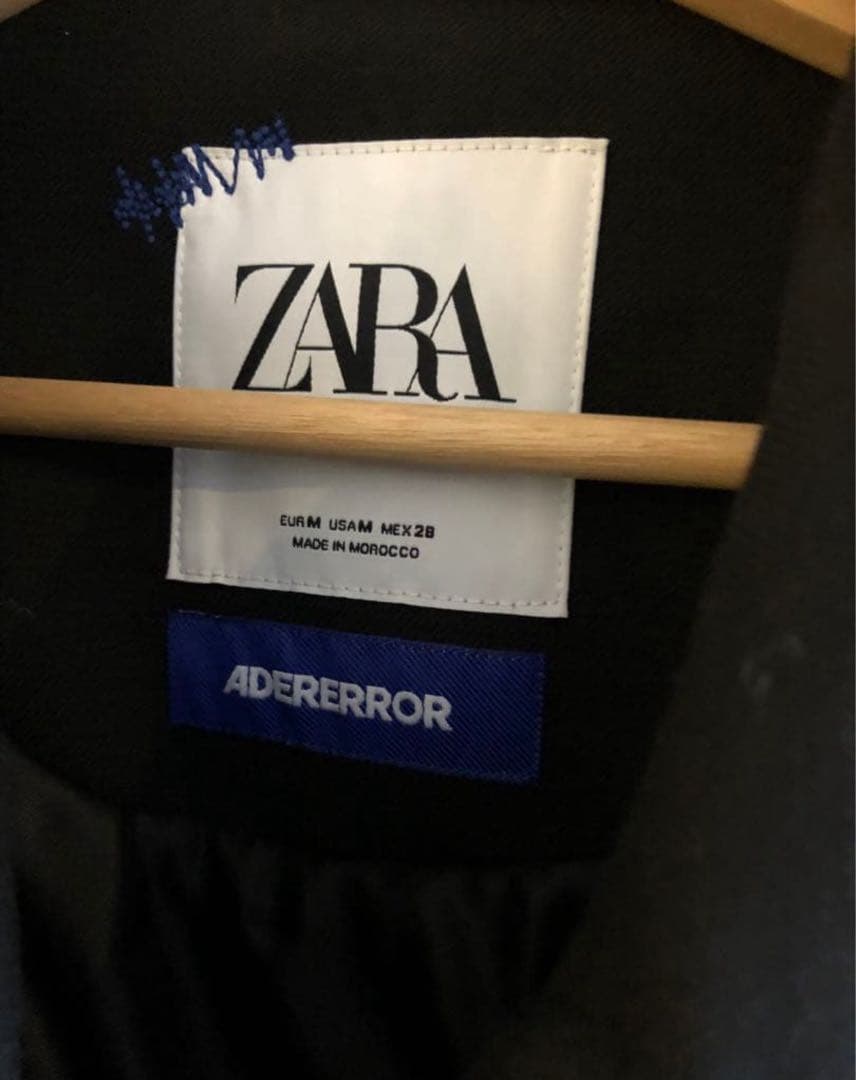 ZARA
EUR M USA M MEX 28
MADE IN MOROCCO
ADERERROR